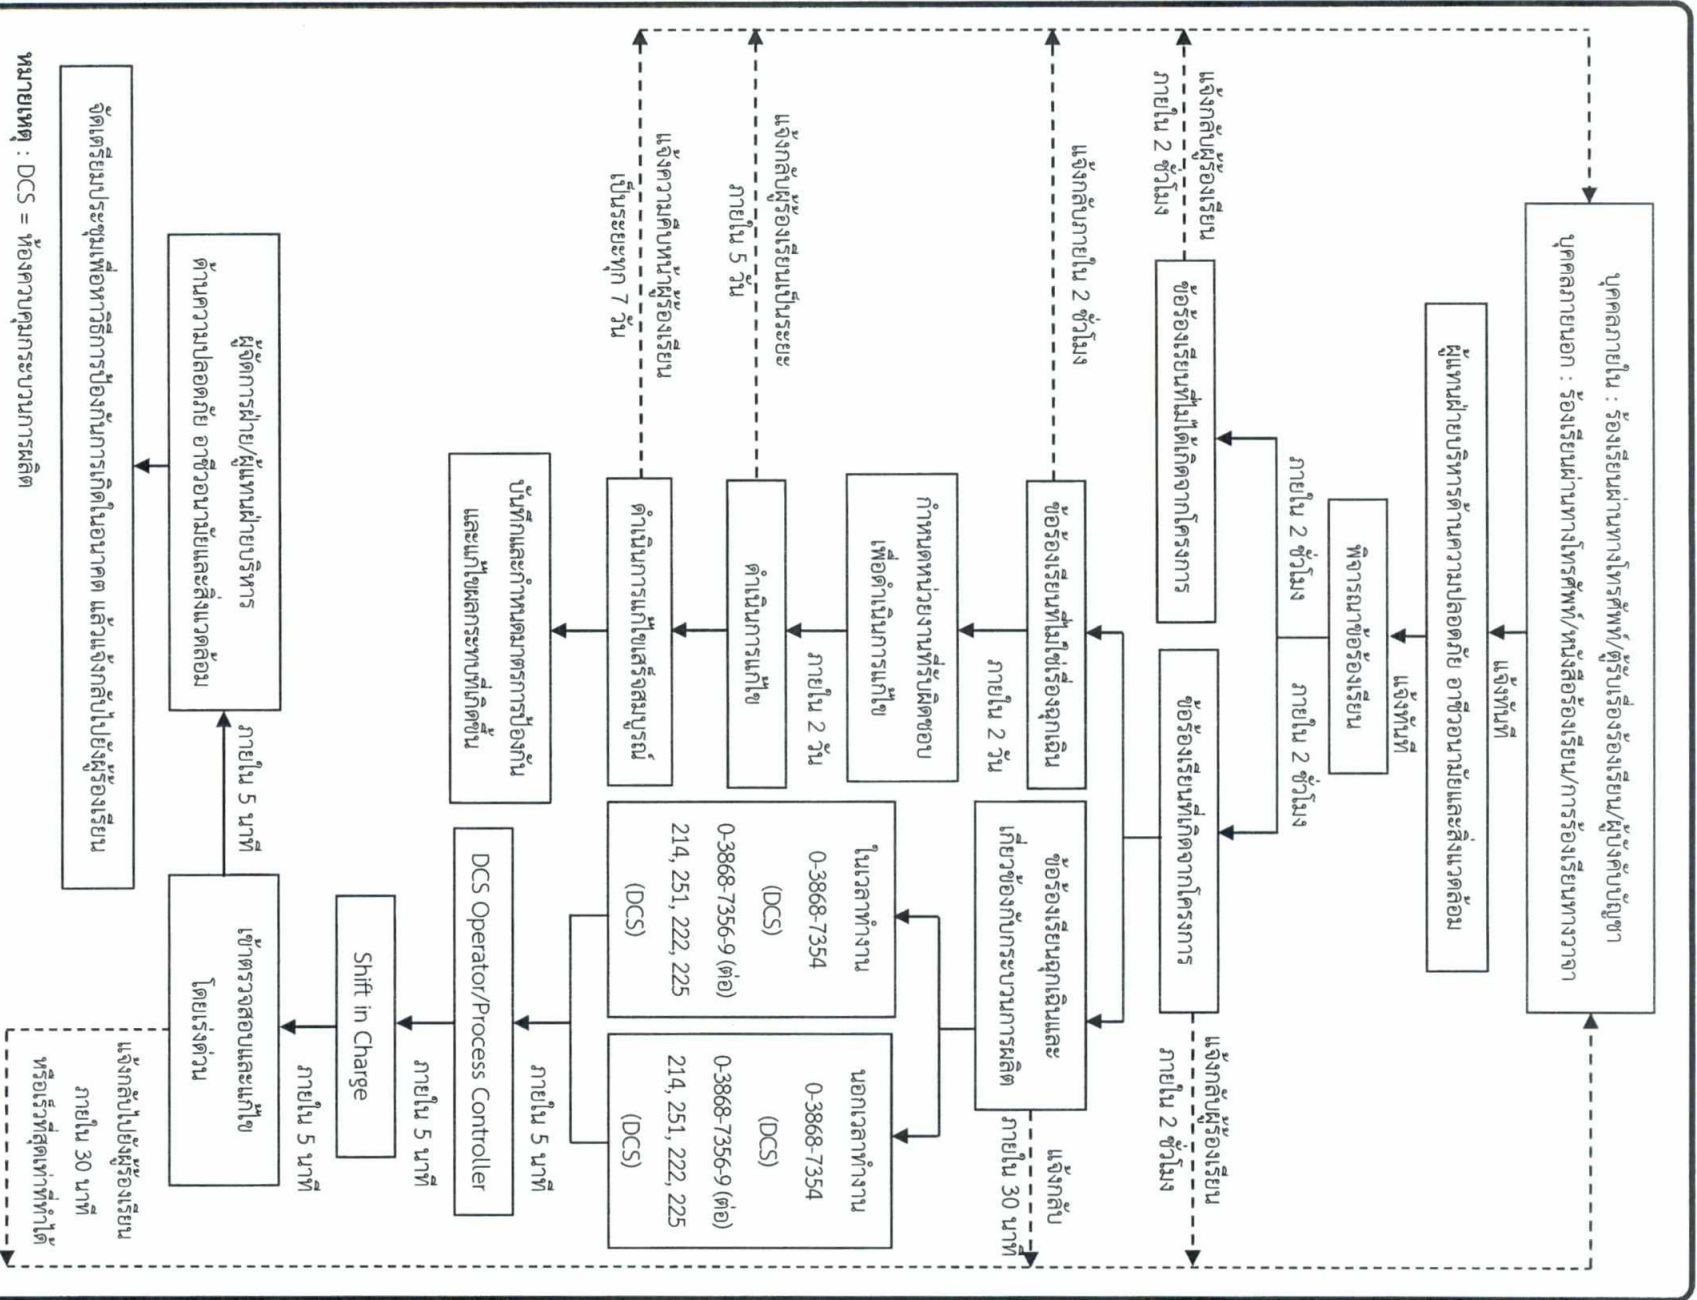 บุคคลภายใน : ร้องเรียนผ่านทางโทรศัพท์/ตู้รับเรื่องร้องเรียน/ผู้บังคับบัญชา
บุคคลภายนอก : ร้องเรียนผ่านทางโทรศัพท์/หนังสือร้องเรียน/การร้องเรียนทางวาจา
แจ้งทันที
ผู้แทนฝ่ายบริหารด้านความปลอดภัย อาชีวอนามัยและสิ่งแวดล้อม
แจ้งทันที
พิจารณาข้อร้องเรียน
ภายใน 2 ชั่วโมง
ภายใน 2 ชั่วโมง
แจ้งกลับผู้ร้องเรียน
ภายใน 2 ชั่วโมง
ข้อร้องเรียนที่ไม่ได้เกิดจากโครงการ
ข้อร้องเรียนที่เกิดจากโครงการ
แจ้งกลับผู้ร้องเรียน
ภายใน 2 ชั่วโมง
แจ้งกลับภายใน 2 ชั่วโมง
ข้อร้องเรียนที่ไม่ใช่เรื่องฉุกเฉิน
ข้อร้องเรียนฉุกเฉินและ
เกี่ยวข้องกับกระบวนการผลิต
แจ้งกลับ
ภายใน 30 นาที
ภายใน 2 วัน
กำหนดหน่วยงานที่รับผิดชอบ
เพื่อดำเนินการแก้ไข
ภายใน 2 วัน
ในเวลาทำงาน
0-3868-7354
(DCS)
0-3868-7356-9 (ต่อ)
214, 251, 222, 225
(DCS)
นอกเวลาทำงาน
0-3868-7354
(DCS)
0-3868-7356-9 (ต่อ)
214, 251, 222, 225
(DCS)
แจ้งกลับผู้ร้องเรียนเป็นระยะ
ภายใน 5 วัน
ดำเนินการแก้ไข
แจ้งความคืบหน้าผู้ร้องเรียน
เป็นระยะทุก 7 วัน
ดำเนินการแก้ไขเสร็จสมบูรณ์
ภายใน 5 นาที
บันทึกและกำหนดมาตรการป้องกัน
และแก้ไขผลกระทบที่เกิดขึ้น
DCS Operator/Process Controller
ภายใน 5 นาที
Shift in Charge
ภายใน 5 นาที
ผู้จัดการฝ่าย/ผู้แทนฝ่ายบริหาร
ด้านความปลอดภัย อาชีวอนามัยและสิ่งแวดล้อม
ภายใน 5 นาที
เข้าตรวจสอบและแก้ไข
โดยเร่งด่วน
แจ้งกลับไปยังผู้ร้องเรียน
ภายใน 30 นาที
หรือเร็วที่สุดเท่าที่ทำได้
จัดเตรียมประชุมเพื่อหาวิธีการป้องกันการเกิดในอนาคต แล้วแจ้งกลับไปยังผู้ร้องเรียน
หมายเหตุ : DCS = ห้องควบคุมกระบวนการผลิต